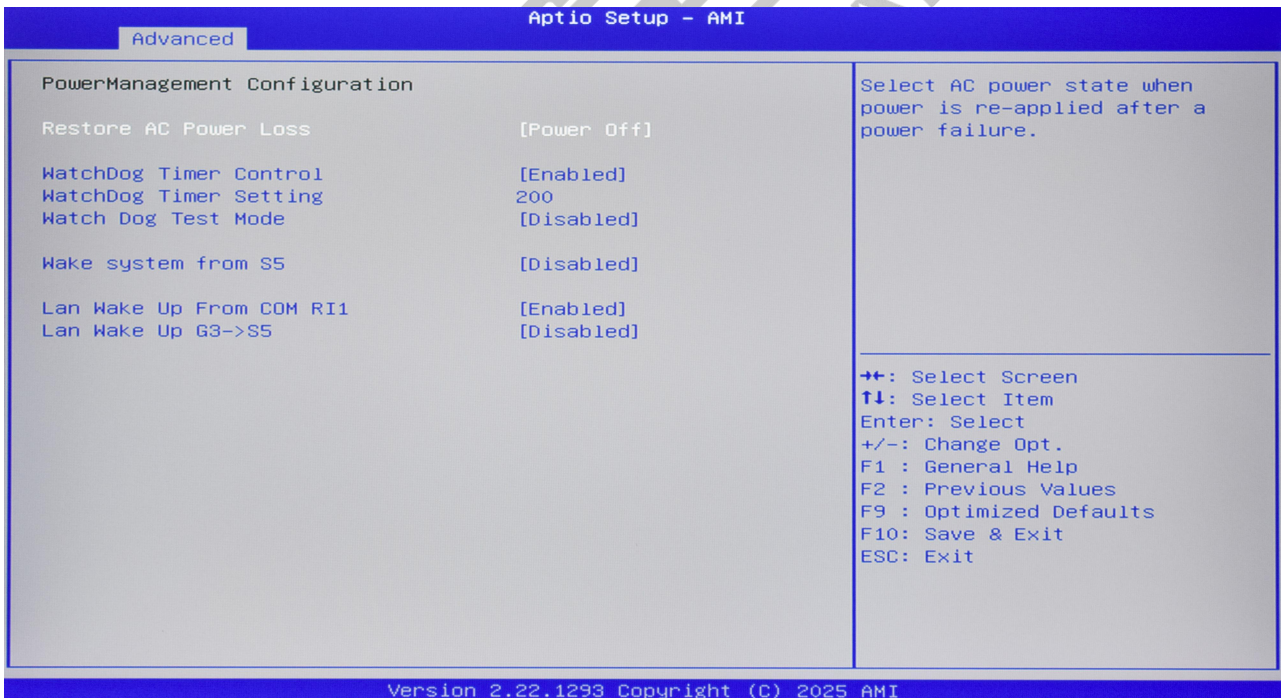 Aptio Setup – AMI
Advanced
PowerManagement Configuration
Restore AC Power Loss [Power Off]
WatchDog Timer Control [Enabled]
WatchDog Timer Setting 200
Watch Dog Test Mode [Disabled]
Wake system from S5 [Disabled]
Lan Wake Up From COM RI1 [Enabled]
Lan Wake Up G3->S5 [Disabled]
Select AC power state when
power is re-applied after a
power failure.
→←: Select Screen
↑↓: Select Item
Enter: Select
+/-: Change Opt.
F1 : General Help
F2 : Previous Values
F9 : Optimized Defaults
F10: Save & Exit
ESC: Exit
Version 2.22.1293 Copyright (C) 2025 AMI